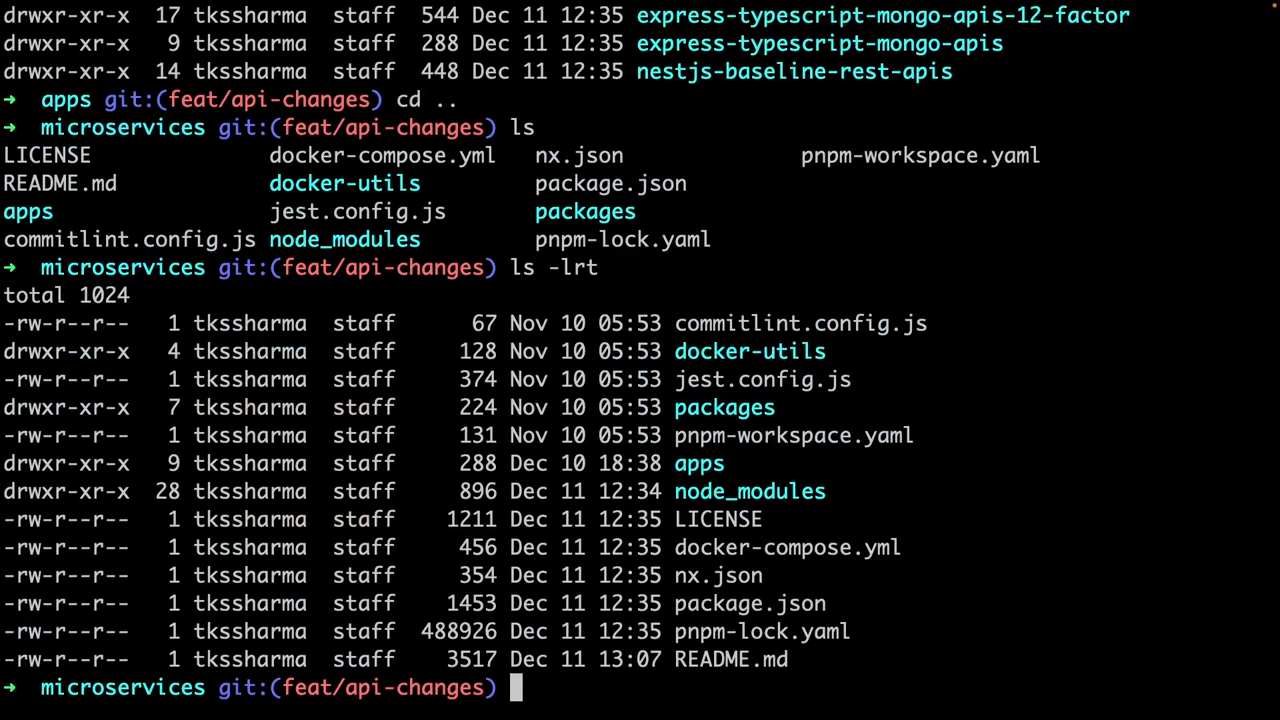 drwxr-xr-x  17 tkssharma  staff  544 Dec 11 12:35 express-typescript-mongo-apis-12-factor
drwxr-xr-x   9 tkssharma  staff  288 Dec 11 12:35 express-typescript-mongo-apis
drwxr-xr-x  14 tkssharma  staff  448 Dec 11 12:35 nestjs-baseline-rest-apis
➜  apps git:(feat/api-changes) cd ..
➜  microservices git:(feat/api-changes) ls
LICENSE              docker-compose.yml   nx.json              pnpm-workspace.yaml
README.md            docker-utils         package.json
apps                 jest.config.js       packages
commitlint.config.js node_modules         pnpm-lock.yaml
➜  microservices git:(feat/api-changes) ls -lrt
total 1024
-rw-r--r--   1 tkssharma  staff      67 Nov 10 05:53 commitlint.config.js
drwxr-xr-x   4 tkssharma  staff     128 Nov 10 05:53 docker-utils
-rw-r--r--   1 tkssharma  staff     374 Nov 10 05:53 jest.config.js
drwxr-xr-x   7 tkssharma  staff     224 Nov 10 05:53 packages
-rw-r--r--   1 tkssharma  staff     131 Nov 10 05:53 pnpm-workspace.yaml
drwxr-xr-x   9 tkssharma  staff     288 Dec 10 18:38 apps
drwxr-xr-x  28 tkssharma  staff     896 Dec 11 12:34 node_modules
-rw-r--r--   1 tkssharma  staff    1211 Dec 11 12:35 LICENSE
-rw-r--r--   1 tkssharma  staff     456 Dec 11 12:35 docker-compose.yml
-rw-r--r--   1 tkssharma  staff     354 Dec 11 12:35 nx.json
-rw-r--r--   1 tkssharma  staff    1453 Dec 11 12:35 package.json
-rw-r--r--   1 tkssharma  staff  488926 Dec 11 12:35 pnpm-lock.yaml
-rw-r--r--   1 tkssharma  staff    3517 Dec 11 13:07 README.md
➜  microservices git:(feat/api-changes)